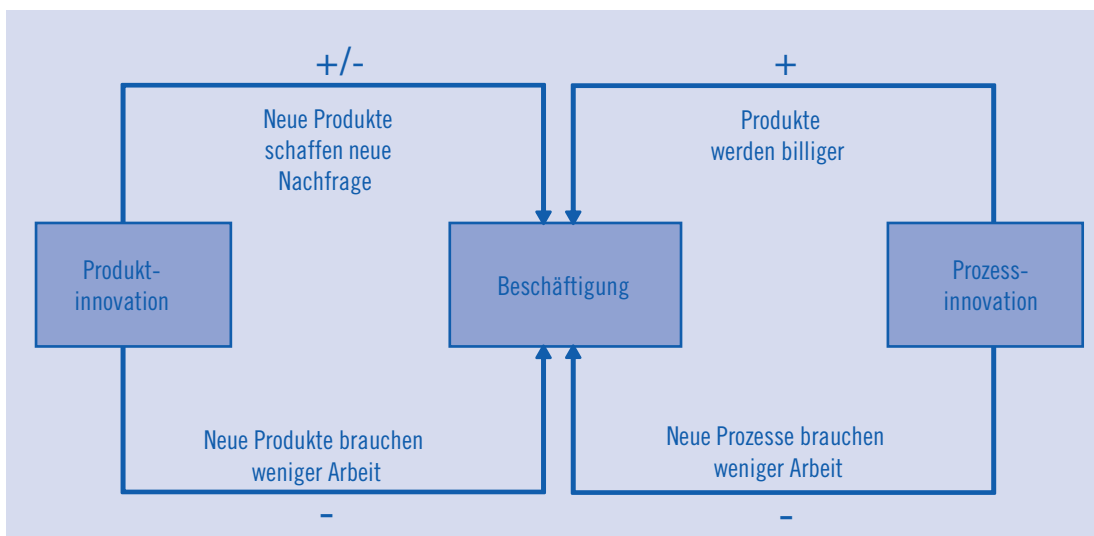 +/-
+
Neue Produkte
schaffen neue
Nachfrage
Produkte
werden billiger
Produkt-
innovation
Beschäftigung
Prozess-
innovation
Neue Produkte brauchen
weniger Arbeit
Neue Prozesse brauchen
weniger Arbeit
-
-